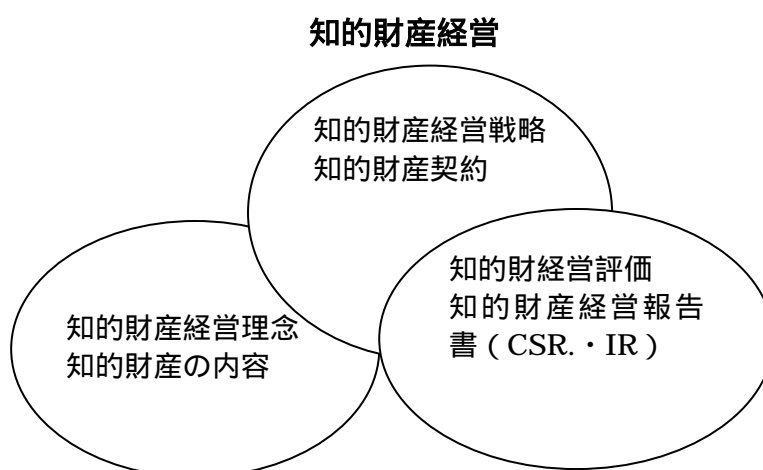 知的財産経営
知的財産経営戦略
知的財産契約
知的財経営評価
知的財産経営報告
書（CSR.・IR）
知的財産経営理念
知的財産の内容